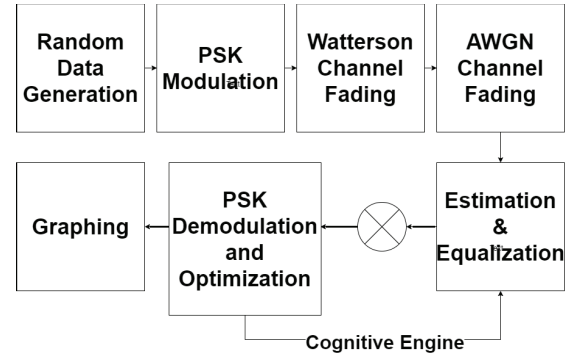 Random
Data
Generation
PSK
Modulation
Watterson
Channel
Fading
AWGN
Channel
Fading
Graphing
PSK
Demodulation
and
Optimization
Estimation
&
Equalization
Cognitive Engine